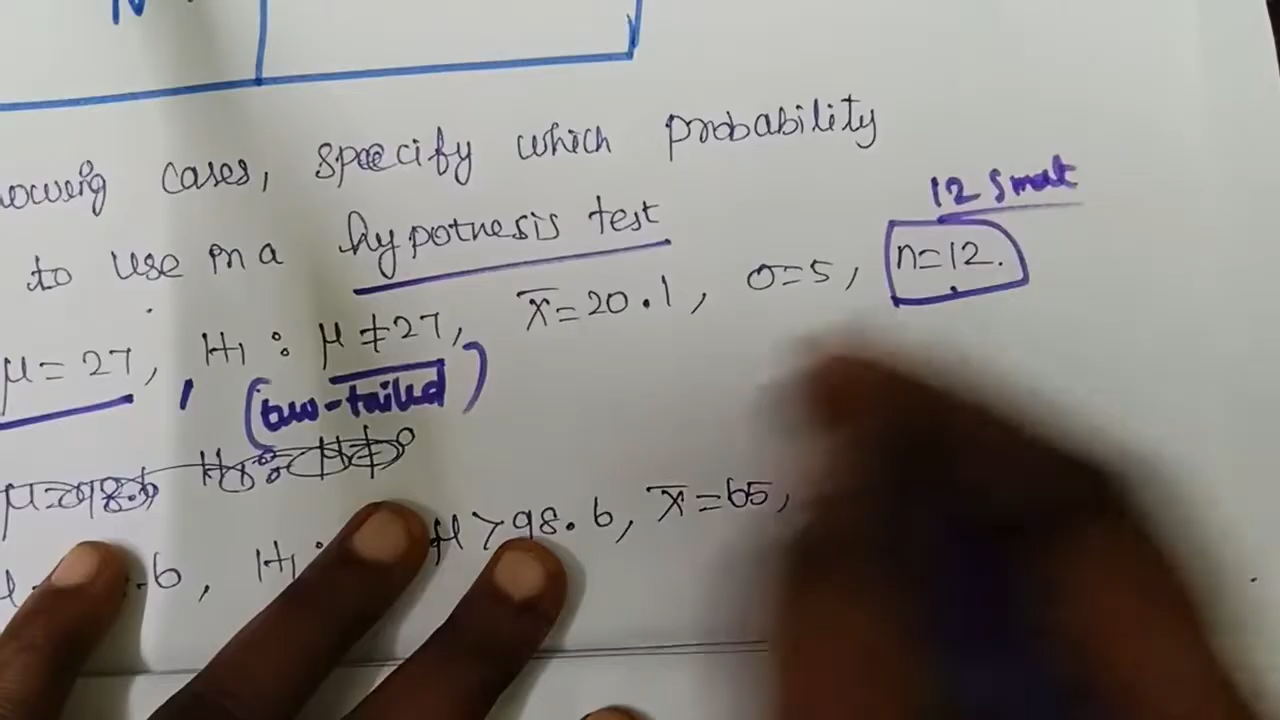 cases, specify which probability
12 small
to use in a hypothesis test
μ = 27, H₁ : μ ≠ 27, x̄ = 20.1, σ = 5, n = 12.
(two-tailed)
.6, H₁ : μ > 98.6, x̄ = 65,